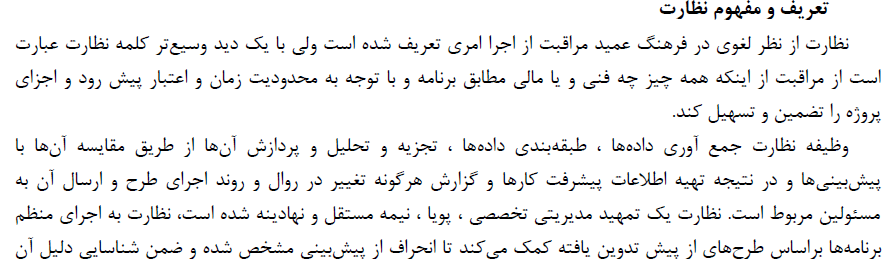 تعریف و مفهوم نظارت
نظارت از نظر لغوی در فرهنگ عمید مراقبت از اجرا امری تعریف شده است ولی با یک دید وسیع‌تر کلمه نظارت عبارت
است از مراقبت از اینکه همه چیز چه فنی و یا مالی مطابق برنامه و با توجه به محدودیت زمان و اعتبار پیش رود و اجزای
پروژه را تضمین و تسهیل کند.
وظیفه نظارت جمع آوری داده‌ها ، طبقه‌بندی داده‌ها ، تجزیه و تحلیل و پردازش آن‌ها از طریق مقایسه آن‌ها با
پیش‌بینی‌ها و در نتیجه تهیه اطلاعات پیشرفت کارها و گزارش هرگونه تغییر در روال و روند اجرای طرح و ارسال آن به
مسئولین مربوط است. نظارت یک تمهید مدیریتی تخصصی ، پویا ، نیمه مستقل و نهادینه شده است، نظارت به اجرای منظم
برنامه‌ها براساس طرح‌های از پیش تدوین یافته کمک می‌کند تا انحراف از پیش‌بینی مشخص شده و ضمن شناسایی دلیل آن